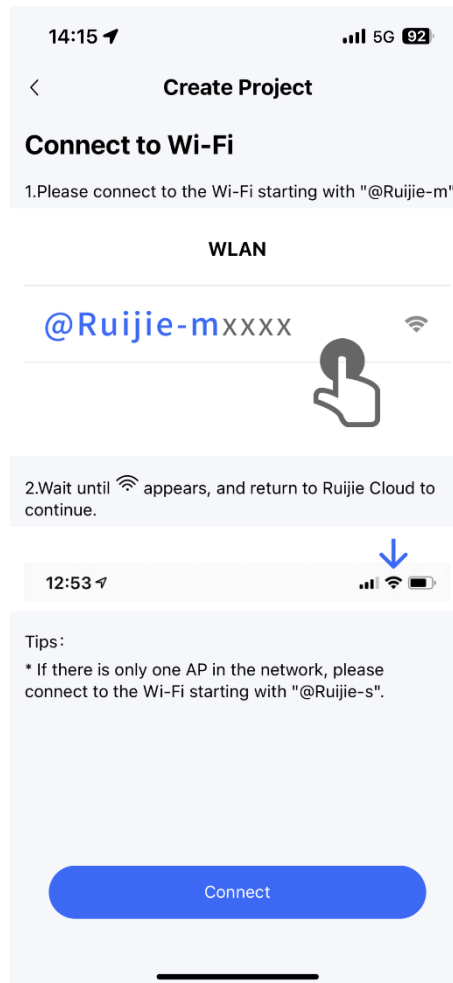 14:15
5G 92
Create Project
Connect to Wi-Fi
1.Please connect to the Wi-Fi starting with "@Ruijie-m"
WLAN
@Ruijie-mxxxx
2.Wait until appears, and return to Ruijie Cloud to
continue.
12:53
Tips:
* If there is only one AP in the network, please
connect to the Wi-Fi starting with "@Ruijie-s".
Connect